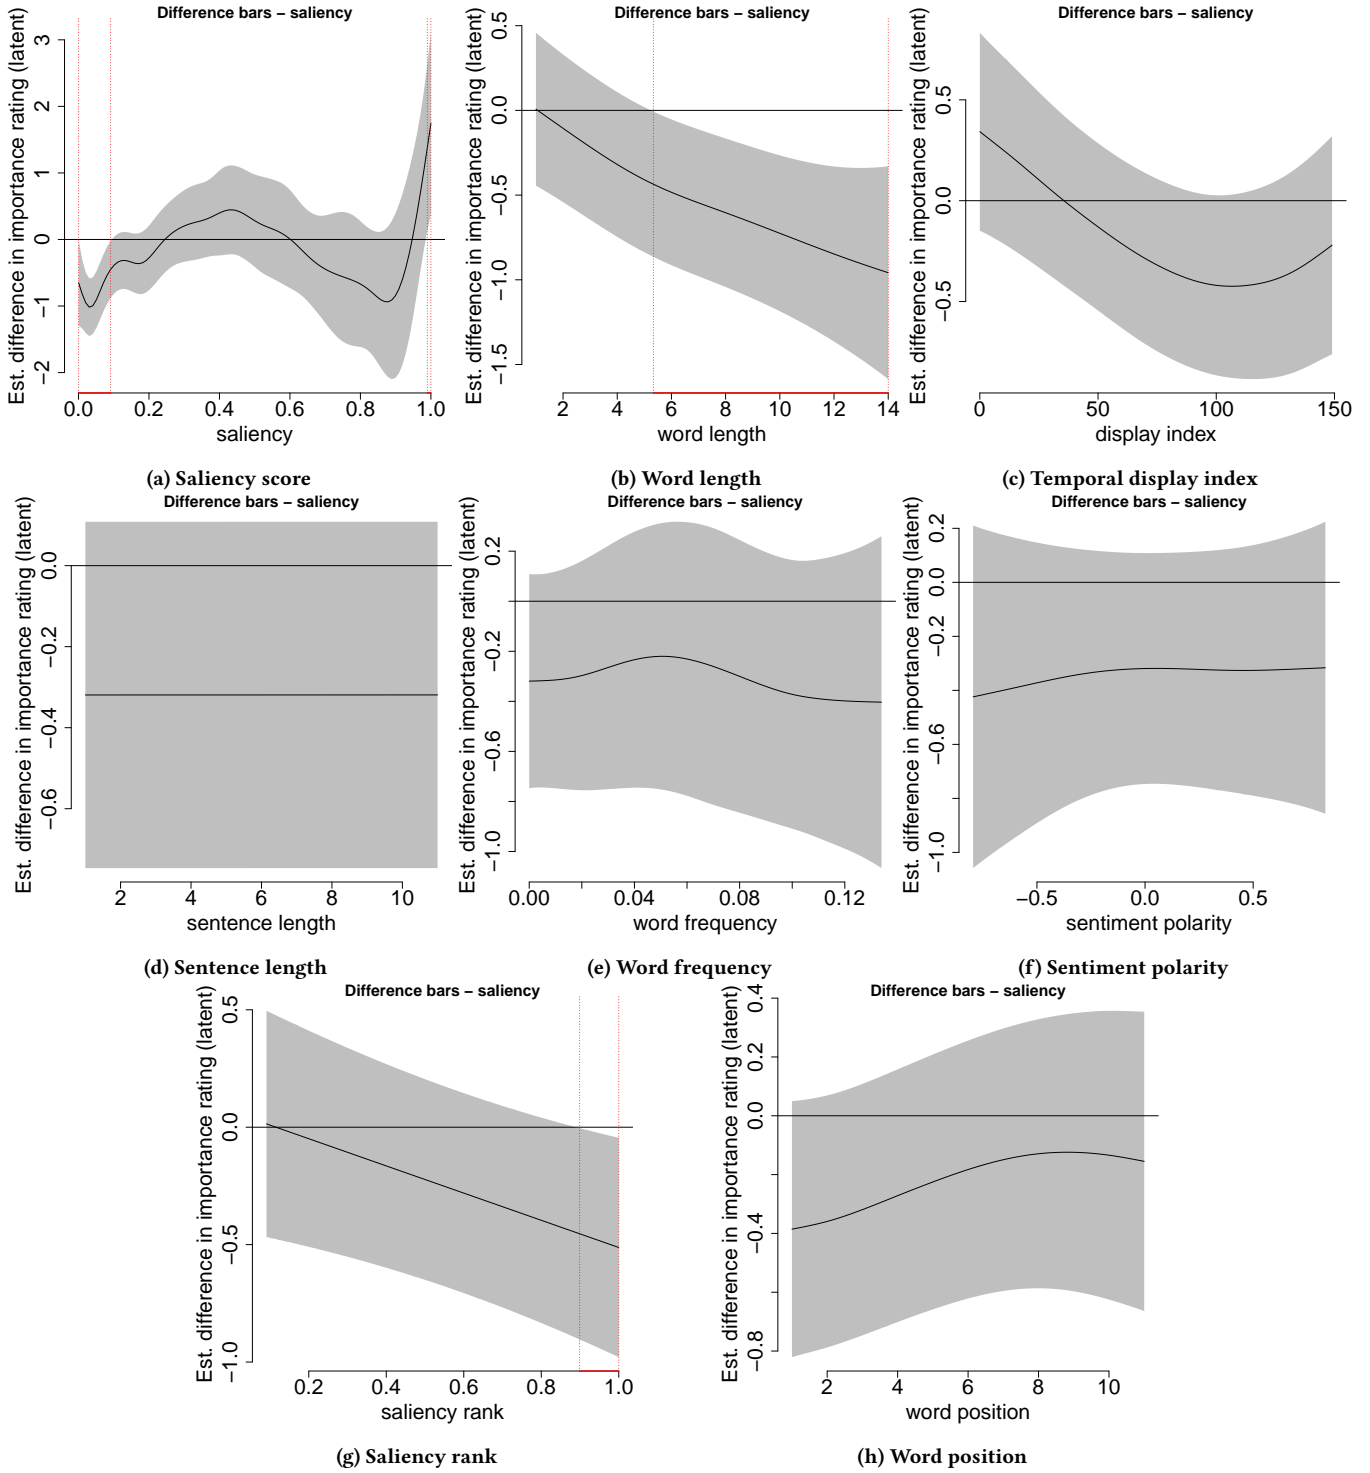 Difference bars – saliency
Est. difference in importance rating (latent)
3
2
1
0
−1
−2
0.0 0.2 0.4 0.6 0.8 1.0
saliency
(a) Saliency score
Difference bars – saliency
Est. difference in importance rating (latent)
0.5
0.0
−0.5
−1.0
−1.5
2 4 6 8 10 12 14
word length
(b) Word length
Difference bars – saliency
Est. difference in importance rating (latent)
0.5
0.0
−0.5
0 50 100 150
display index
(c) Temporal display index
Difference bars – saliency
Est. difference in importance rating (latent)
0.0
−0.2
−0.4
−0.6
2 4 6 8 10
sentence length
(d) Sentence length
Difference bars – saliency
Est. difference in importance rating (latent)
0.2
−0.2
−0.6
−1.0
0.00 0.04 0.08 0.12
word frequency
(e) Word frequency
Difference bars – saliency
Est. difference in importance rating (latent)
0.2
0.0
−0.2
−0.6
−1.0
−0.5 0.0 0.5
sentiment polarity
(f) Sentiment polarity
Difference bars – saliency
Est. difference in importance rating (latent)
0.5
0.0
−0.5
−1.0
0.2 0.4 0.6 0.8 1.0
saliency rank
(g) Saliency rank
Difference bars – saliency
Est. difference in importance rating (latent)
0.4
0.2
0.0
−0.4
−0.8
2 4 6 8 10
word position
(h) Word position